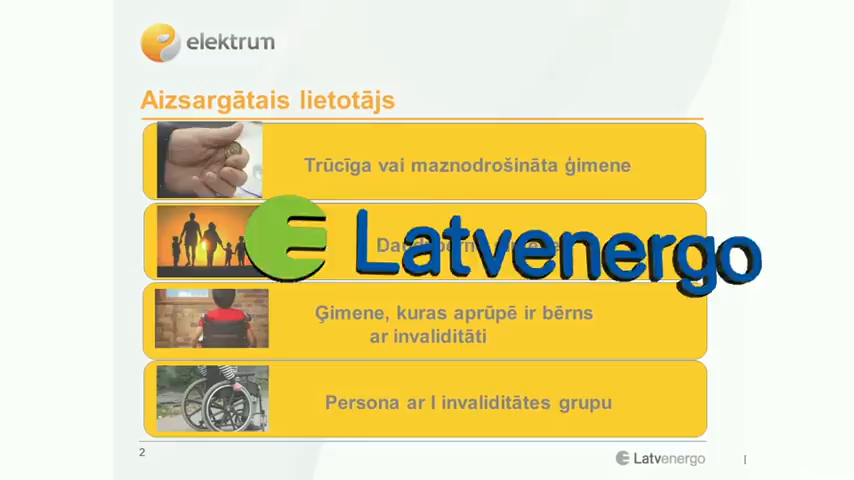 elektrum
Aizsargātais lietotājs
Trūcīga vai maznodrošināta ģimene
Latvenergo
Ģimene, kuras aprūpē ir bērns
ar invaliditāti
Persona ar I invaliditātes grupu
2
Latvenergo